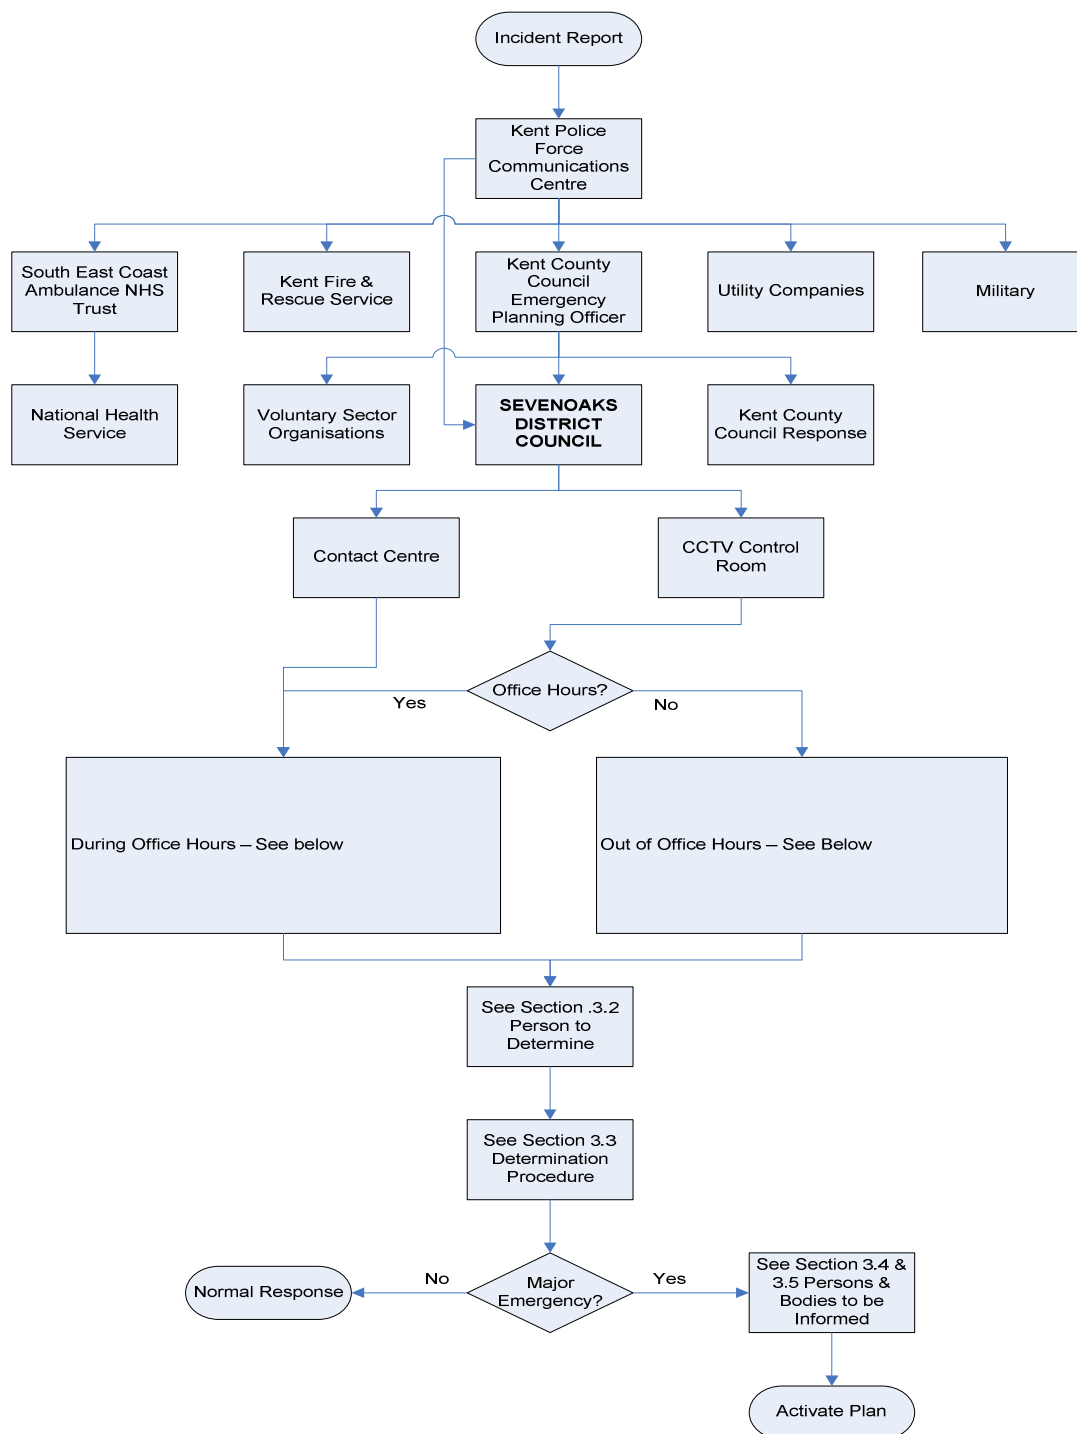 Incident Report
Kent Police
Force
Communications
Centre
South East Coast
Ambulance NHS
Trust
Kent Fire &
Rescue Service
Kent County
Council
Emergency
Planning Officer
Utility Companies
Military
National Health
Service
Voluntary Sector
Organisations
SEVENOAKS
DISTRICT
COUNCIL
Kent County
Council Response
Contact Centre
CCTV Control
Room
Office Hours?
Yes
No
During Office Hours – See below
Out of Office Hours – See Below
See Section .3.2
Person to
Determine
See Section 3.3
Determination
Procedure
Normal Response
No
Major
Emergency?
Yes
See Section 3.4 &
3.5 Persons &
Bodies to be
Informed
Activate Plan